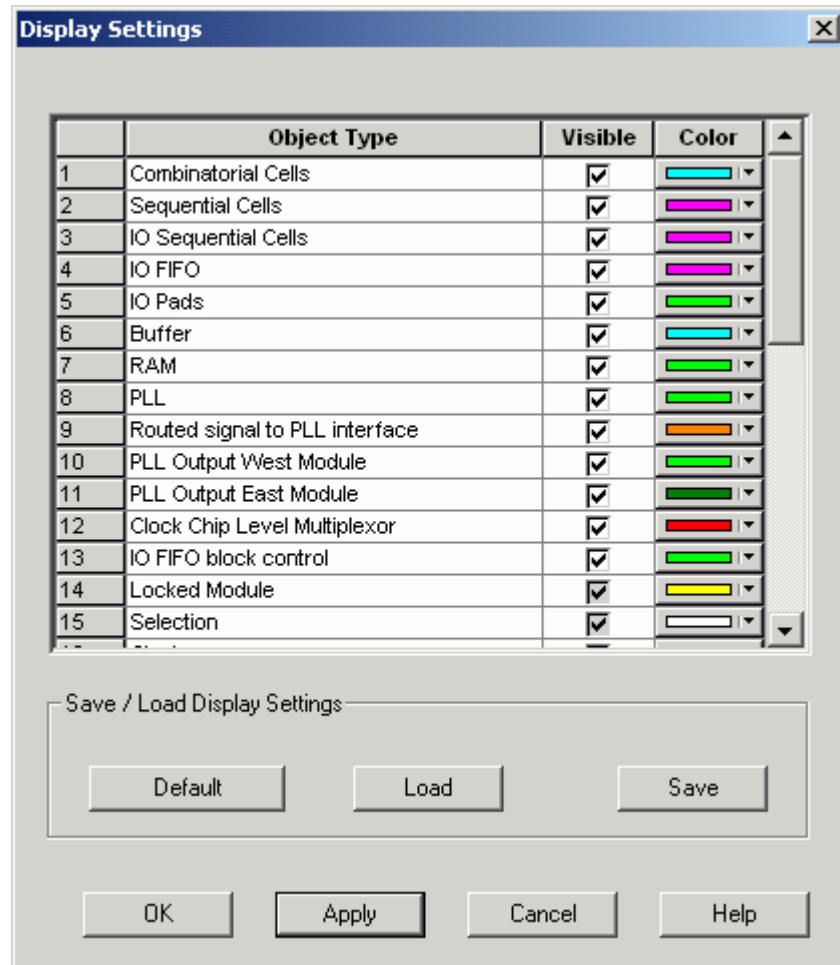 Display Settings
Object Type Visible Color
1 Combinatorial Cells
2 Sequential Cells
3 IO Sequential Cells
4 IO FIFO
5 IO Pads
6 Buffer
7 RAM
8 PLL
9 Routed signal to PLL interface
10 PLL Output West Module
11 PLL Output East Module
12 Clock Chip Level Multiplexor
13 IO FIFO block control
14 Locked Module
15 Selection
Save / Load Display Settings
Default Load Save
OK Apply Cancel Help